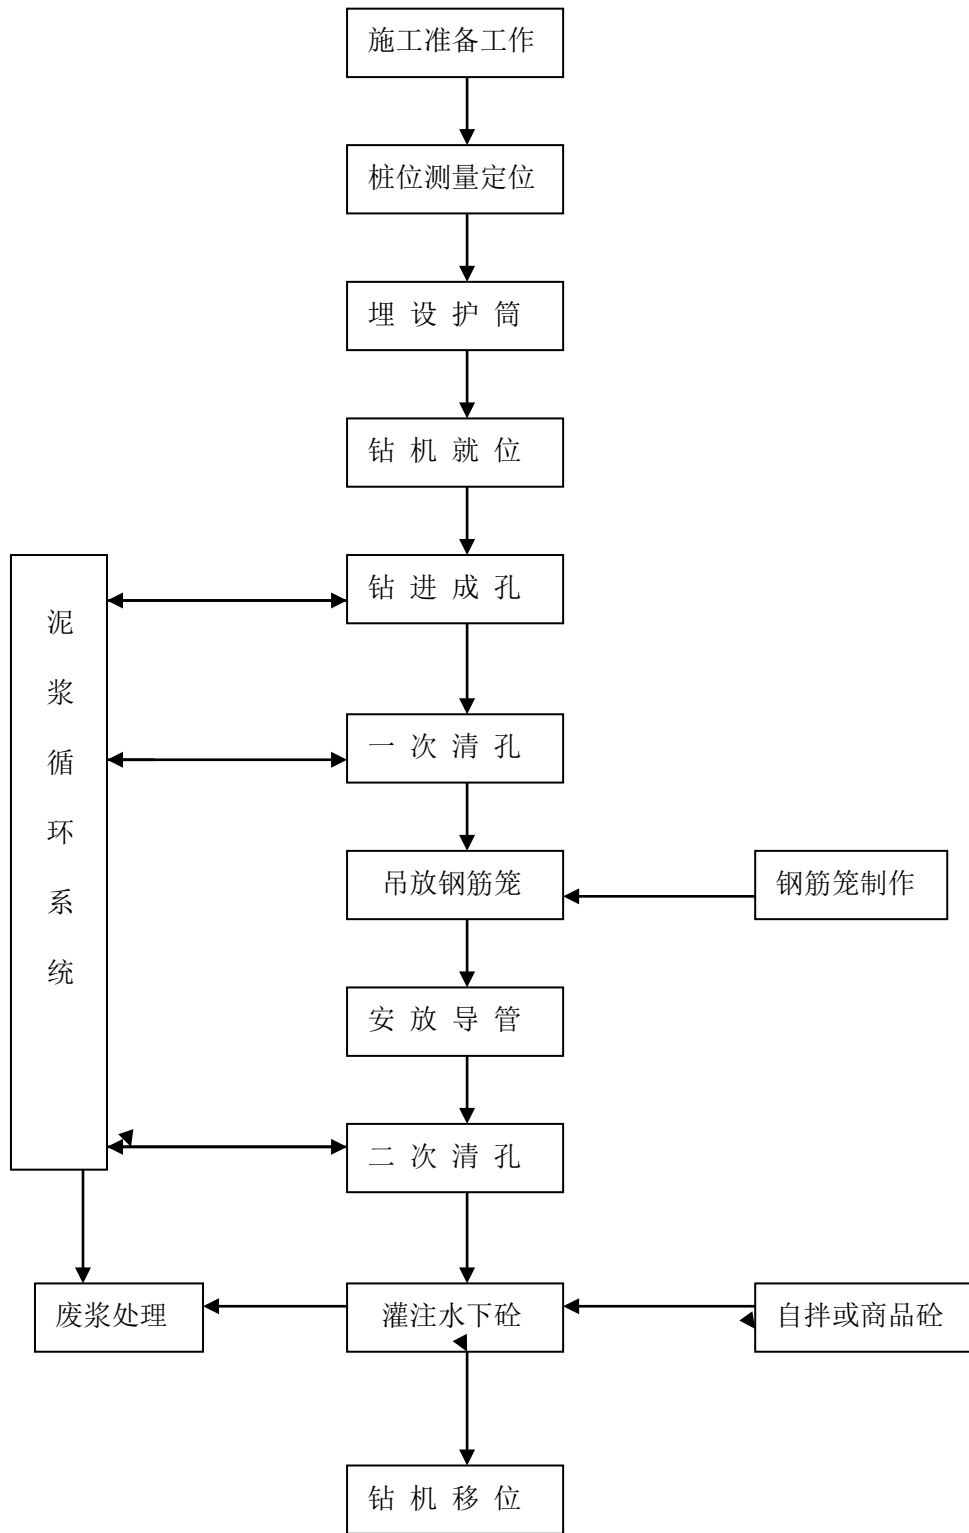 施工准备工作
桩位测量定位
埋 设 护 筒
钻 机 就 位
钻 进 成 孔
泥
浆
循
环
系
统
一 次 清 孔
吊放钢筋笼
钢筋笼制作
安 放 导 管
二 次 清 孔
废浆处理
灌注水下砼
自拌或商品砼
钻 机 移 位